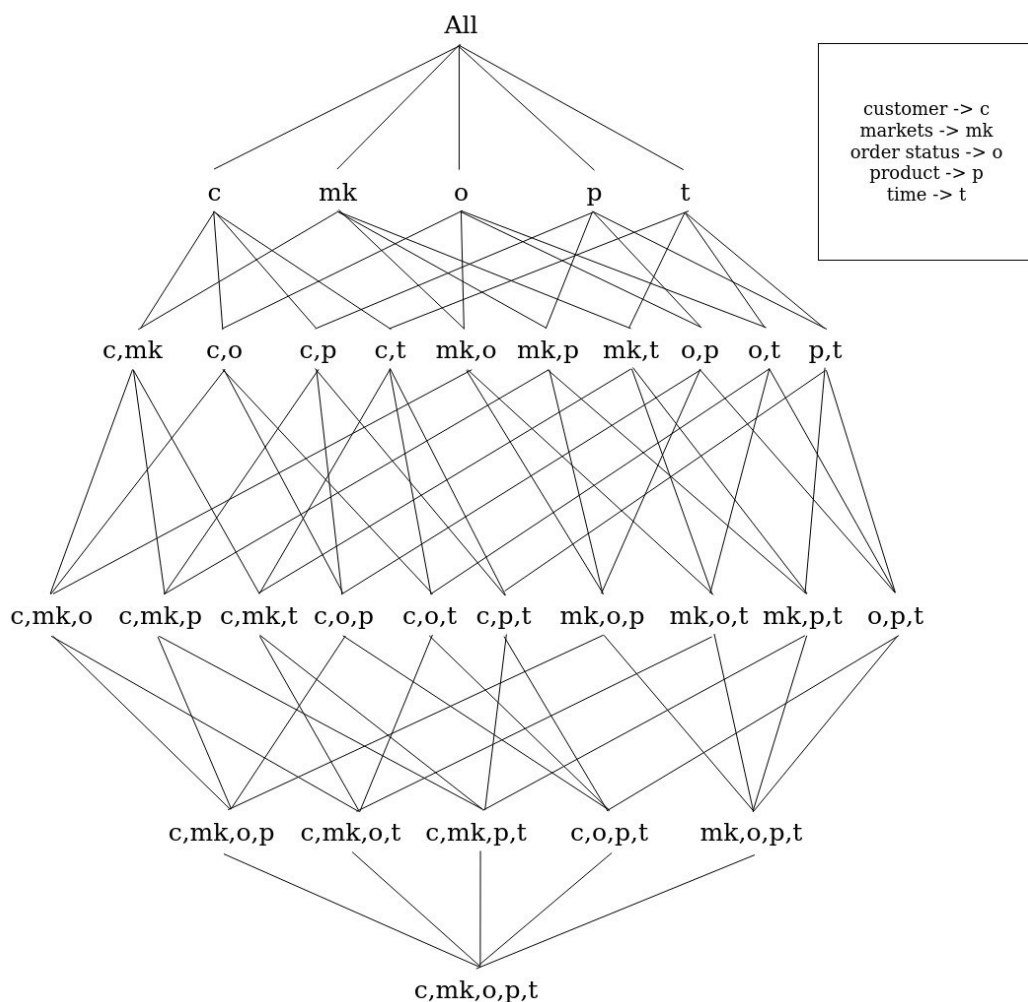 All
customer -> c
markets -> mk
order status -> o
product -> p
time -> t
c mk o p t
c,mk c,o c,p c,t mk,o mk,p mk,t o,p o,t p,t
c,mk,o c,mk,p c,mk,t c,o,p c,o,t c,p,t mk,o,p mk,o,t mk,p,t o,p,t
c,mk,o,p c,mk,o,t c,mk,p,t c,o,p,t mk,o,p,t
c,mk,o,p,t